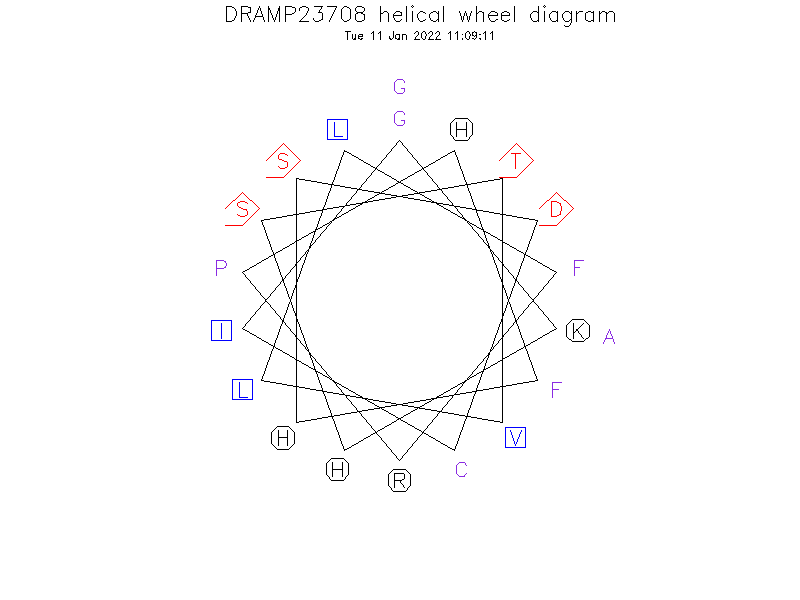 DRAMP23708 helical wheel diagram
Tue 11 Jan 2022 11:09:11
G
L G H
S T
S D
P F
I K A
L F
H V
H R C